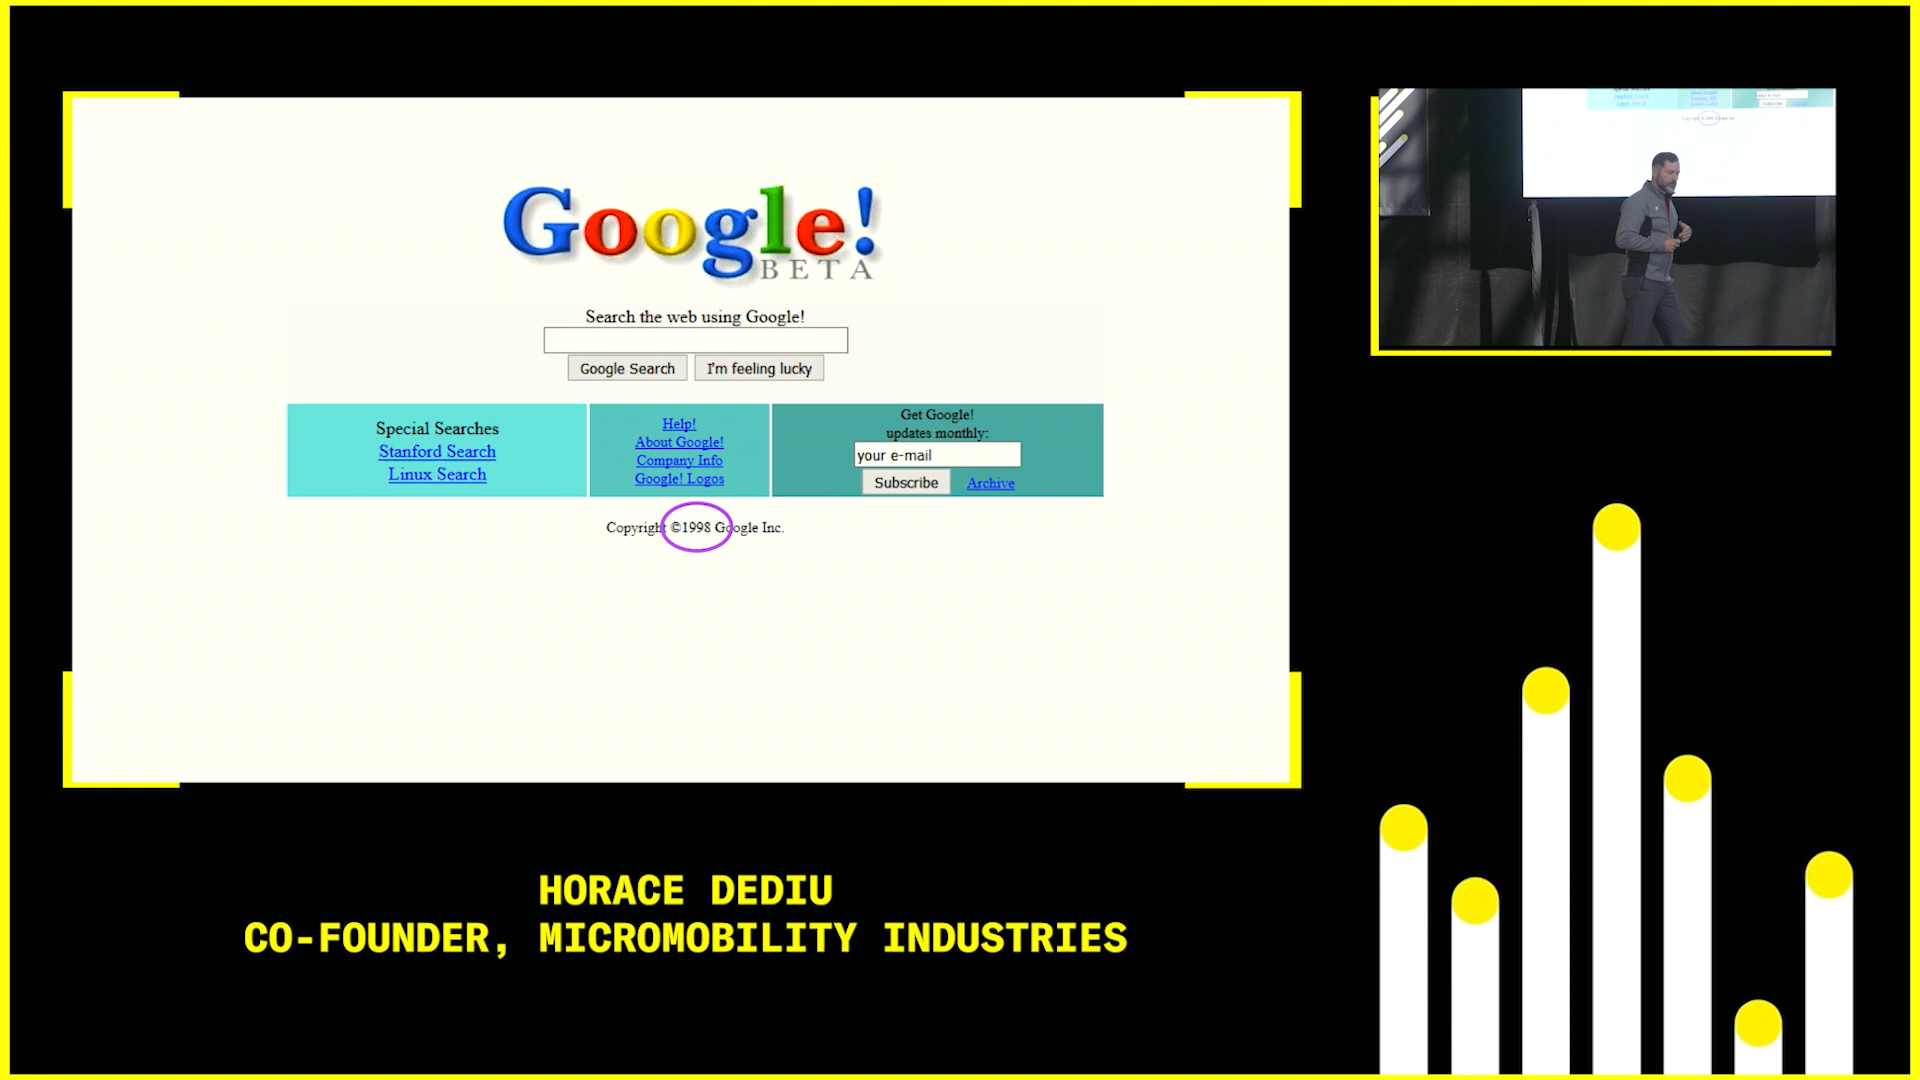 Google!
BETA
Search the web using Google!
Google Search
I'm feeling lucky
Special Searches
Stanford Search
Linux Search
Help!
About Google!
Company Info
Google! Logos
Get Google!
updates monthly:
your e-mail
Subscribe
Archive
Copyright ©1998 Google Inc.
HORACE DEDIU
CO-FOUNDER, MICROMOBILITY INDUSTRIES